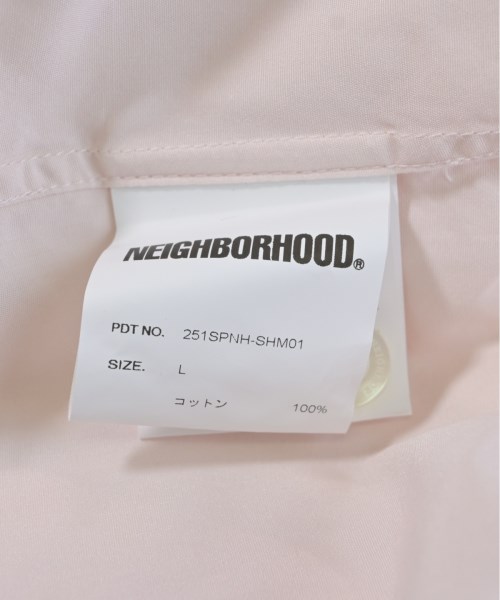 NEIGHBORHOOD®
PDT NO. 251SPNH-SHM01
SIZE. L
コットン 100%